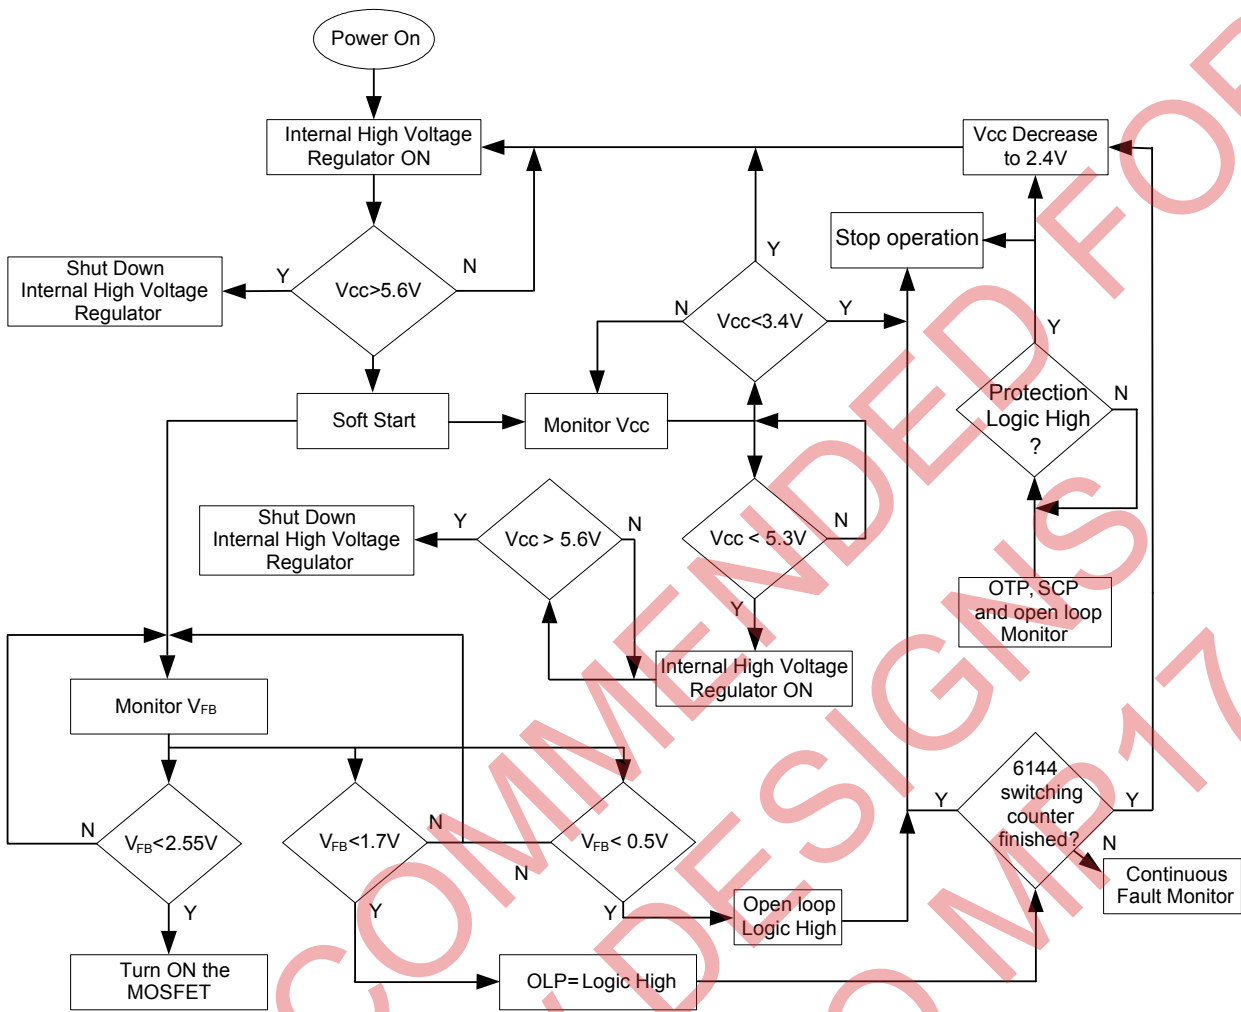 Power On
Internal High Voltage
Regulator ON
Vcc Decrease
to 2.4V
Stop operation
Shut Down
Internal High Voltage
Regulator
Y
Vcc>5.6V
N
Y
N
Vcc<3.4V
Y
Y
Protection
Logic High
?
N
Soft Start
Monitor Vcc
Shut Down
Internal High Voltage
Regulator
Y
Vcc > 5.6V
N
Vcc < 5.3V
N
Y
OTP, SCP
and open loop
Monitor
Internal High Voltage
Regulator ON
Monitor VFB
N
VFB<2.55V
Y
VFB<1.7V
N
Y
N
VFB< 0.5V
Y
Y
6144
switching
counter
finished?
Y
N
Continuous
Fault Monitor
Open loop
Logic High
Turn ON the
MOSFET
OLP=Logic High
COMMENDED FOR
DESIGNS
MP17